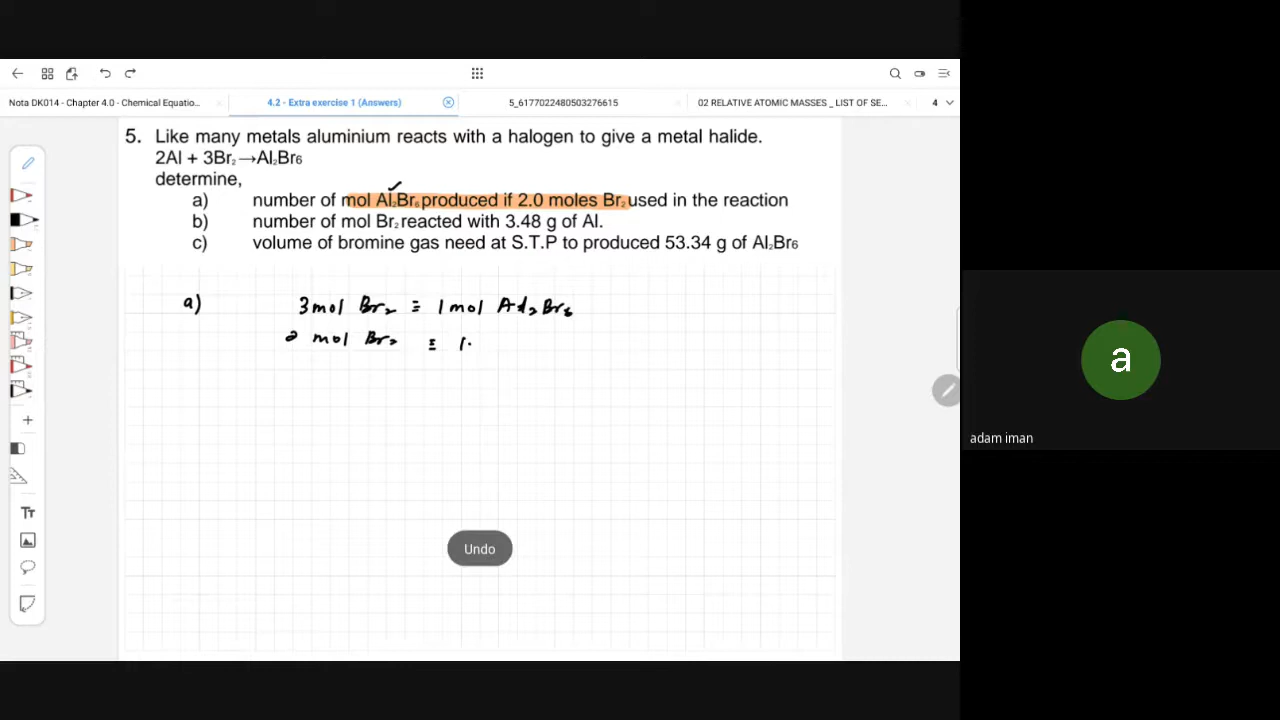 Nota DK014 - Chapter 4.0 - Chemical Equatio...
4.2 - Extra exercise 1 (Answers)
5_6177022480503276615
02 RELATIVE ATOMIC MASSES _ LIST OF SE...
4
5. Like many metals aluminium reacts with a halogen to give a metal halide.
2Al + 3Br₂ →Al₂Br6
determine,
a) number of mol Al₂Br₆ produced if 2.0 moles Br₂ used in the reaction
b) number of mol Br₂ reacted with 3.48 g of Al.
c) volume of bromine gas need at S.T.P to produced 53.34 g of Al₂Br6
a) 3 mol Br₂ ≡ 1 mol Al₂Br₆
2 mol Br₂ ≡ 1.
Tt
Undo
a
adam iman